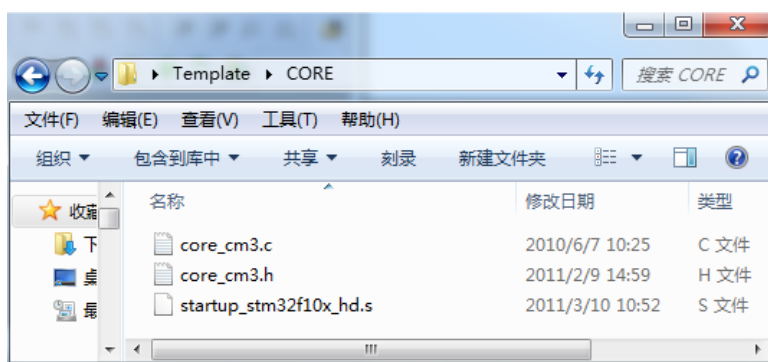 Template CORE 搜索 CORE
文件(F) 编辑(E) 查看(V) 工具(T) 帮助(H)
组织 包含到库中 共享 刻录 新建文件夹
收藏 名称 修改日期 类型
下 core_cm3.c 2010/6/7 10:25 C 文件
桌 core_cm3.h 2011/2/9 14:59 H 文件
最 startup_stm32f10x_hd.s 2011/3/10 10:52 S 文件